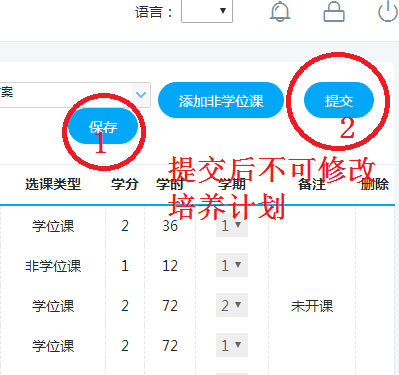 语言：
案
添加非学位课
提交
保存
1
2
提交后不可修改
培养计划
选课类型 学分 学时 学期 备注 删除
学位课 2 36 1
非学位课 1 12 1
学位课 2 72 2 未开课
学位课 2 72 1